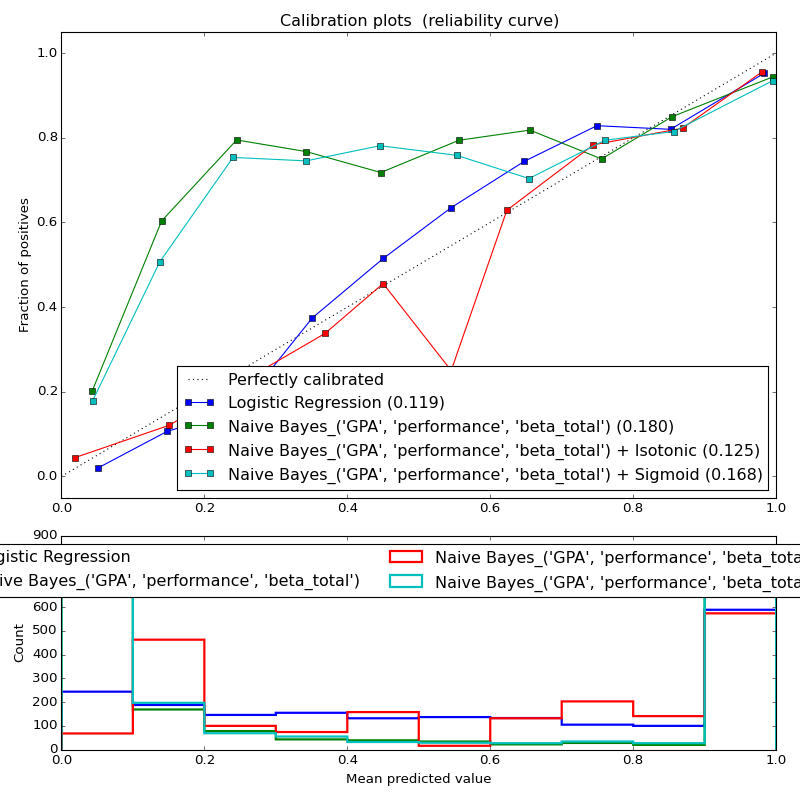 Calibration plots  (reliability curve)
1.0
0.8
0.6
0.4
0.2
0.0
Fraction of positives
Perfectly calibrated
Logistic Regression (0.119)
Naive Bayes_('GPA', 'performance', 'beta_total') (0.180)
Naive Bayes_('GPA', 'performance', 'beta_total') + Isotonic (0.125)
Naive Bayes_('GPA', 'performance', 'beta_total') + Sigmoid (0.168)
0.0 0.2 0.4 0.6 0.8 1.0
900
gistic Regression
ive Bayes_('GPA', 'performance', 'beta_total')
Naive Bayes_('GPA', 'performance', 'beta_tota
Naive Bayes_('GPA', 'performance', 'beta_tota
600
500
400
300
200
100
0
Count
0.0 0.2 0.4 0.6 0.8 1.0
Mean predicted value